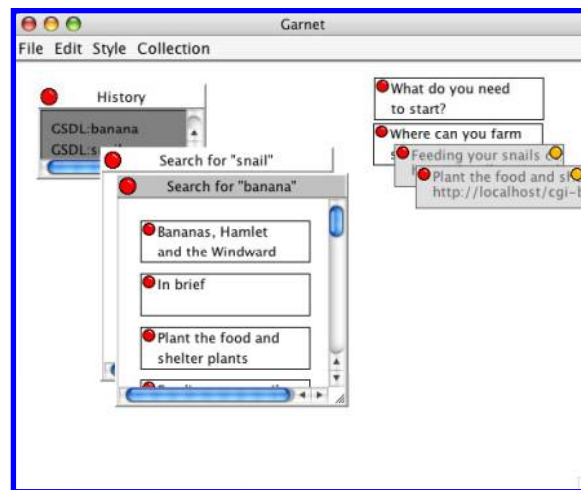 Garnet
File Edit Style Collection
History
GSDL:banana
Search for "snail"
Search for "banana"
Bananas, Hamlet
and the Windward
In brief
Plant the food and
shelter plants
What do you need
to start?
Where can you farm
Feeding your snails
Plant the food and
http://localhost/cgi-b